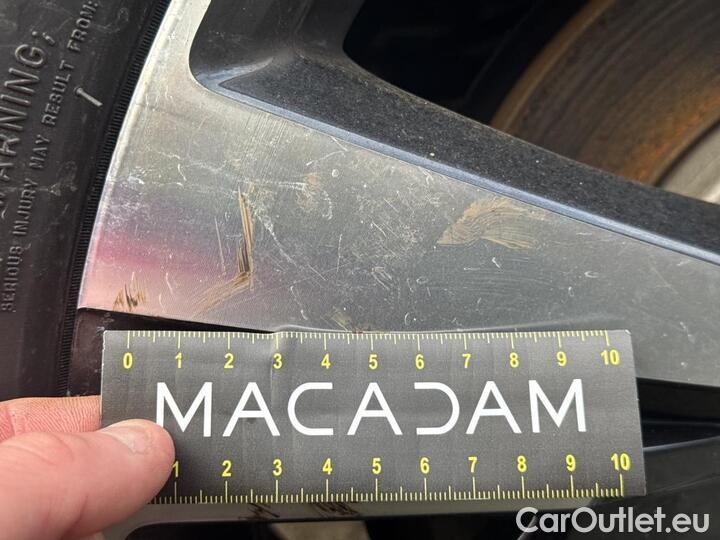 WARNING;
SERIOUS INJURY MAY RESULT FROM:
0 1 2 3 4 5 6 7 8 9 10
MACADAM
1 2 3 4 5 6 7 8 9 10
CarOutlet.eu